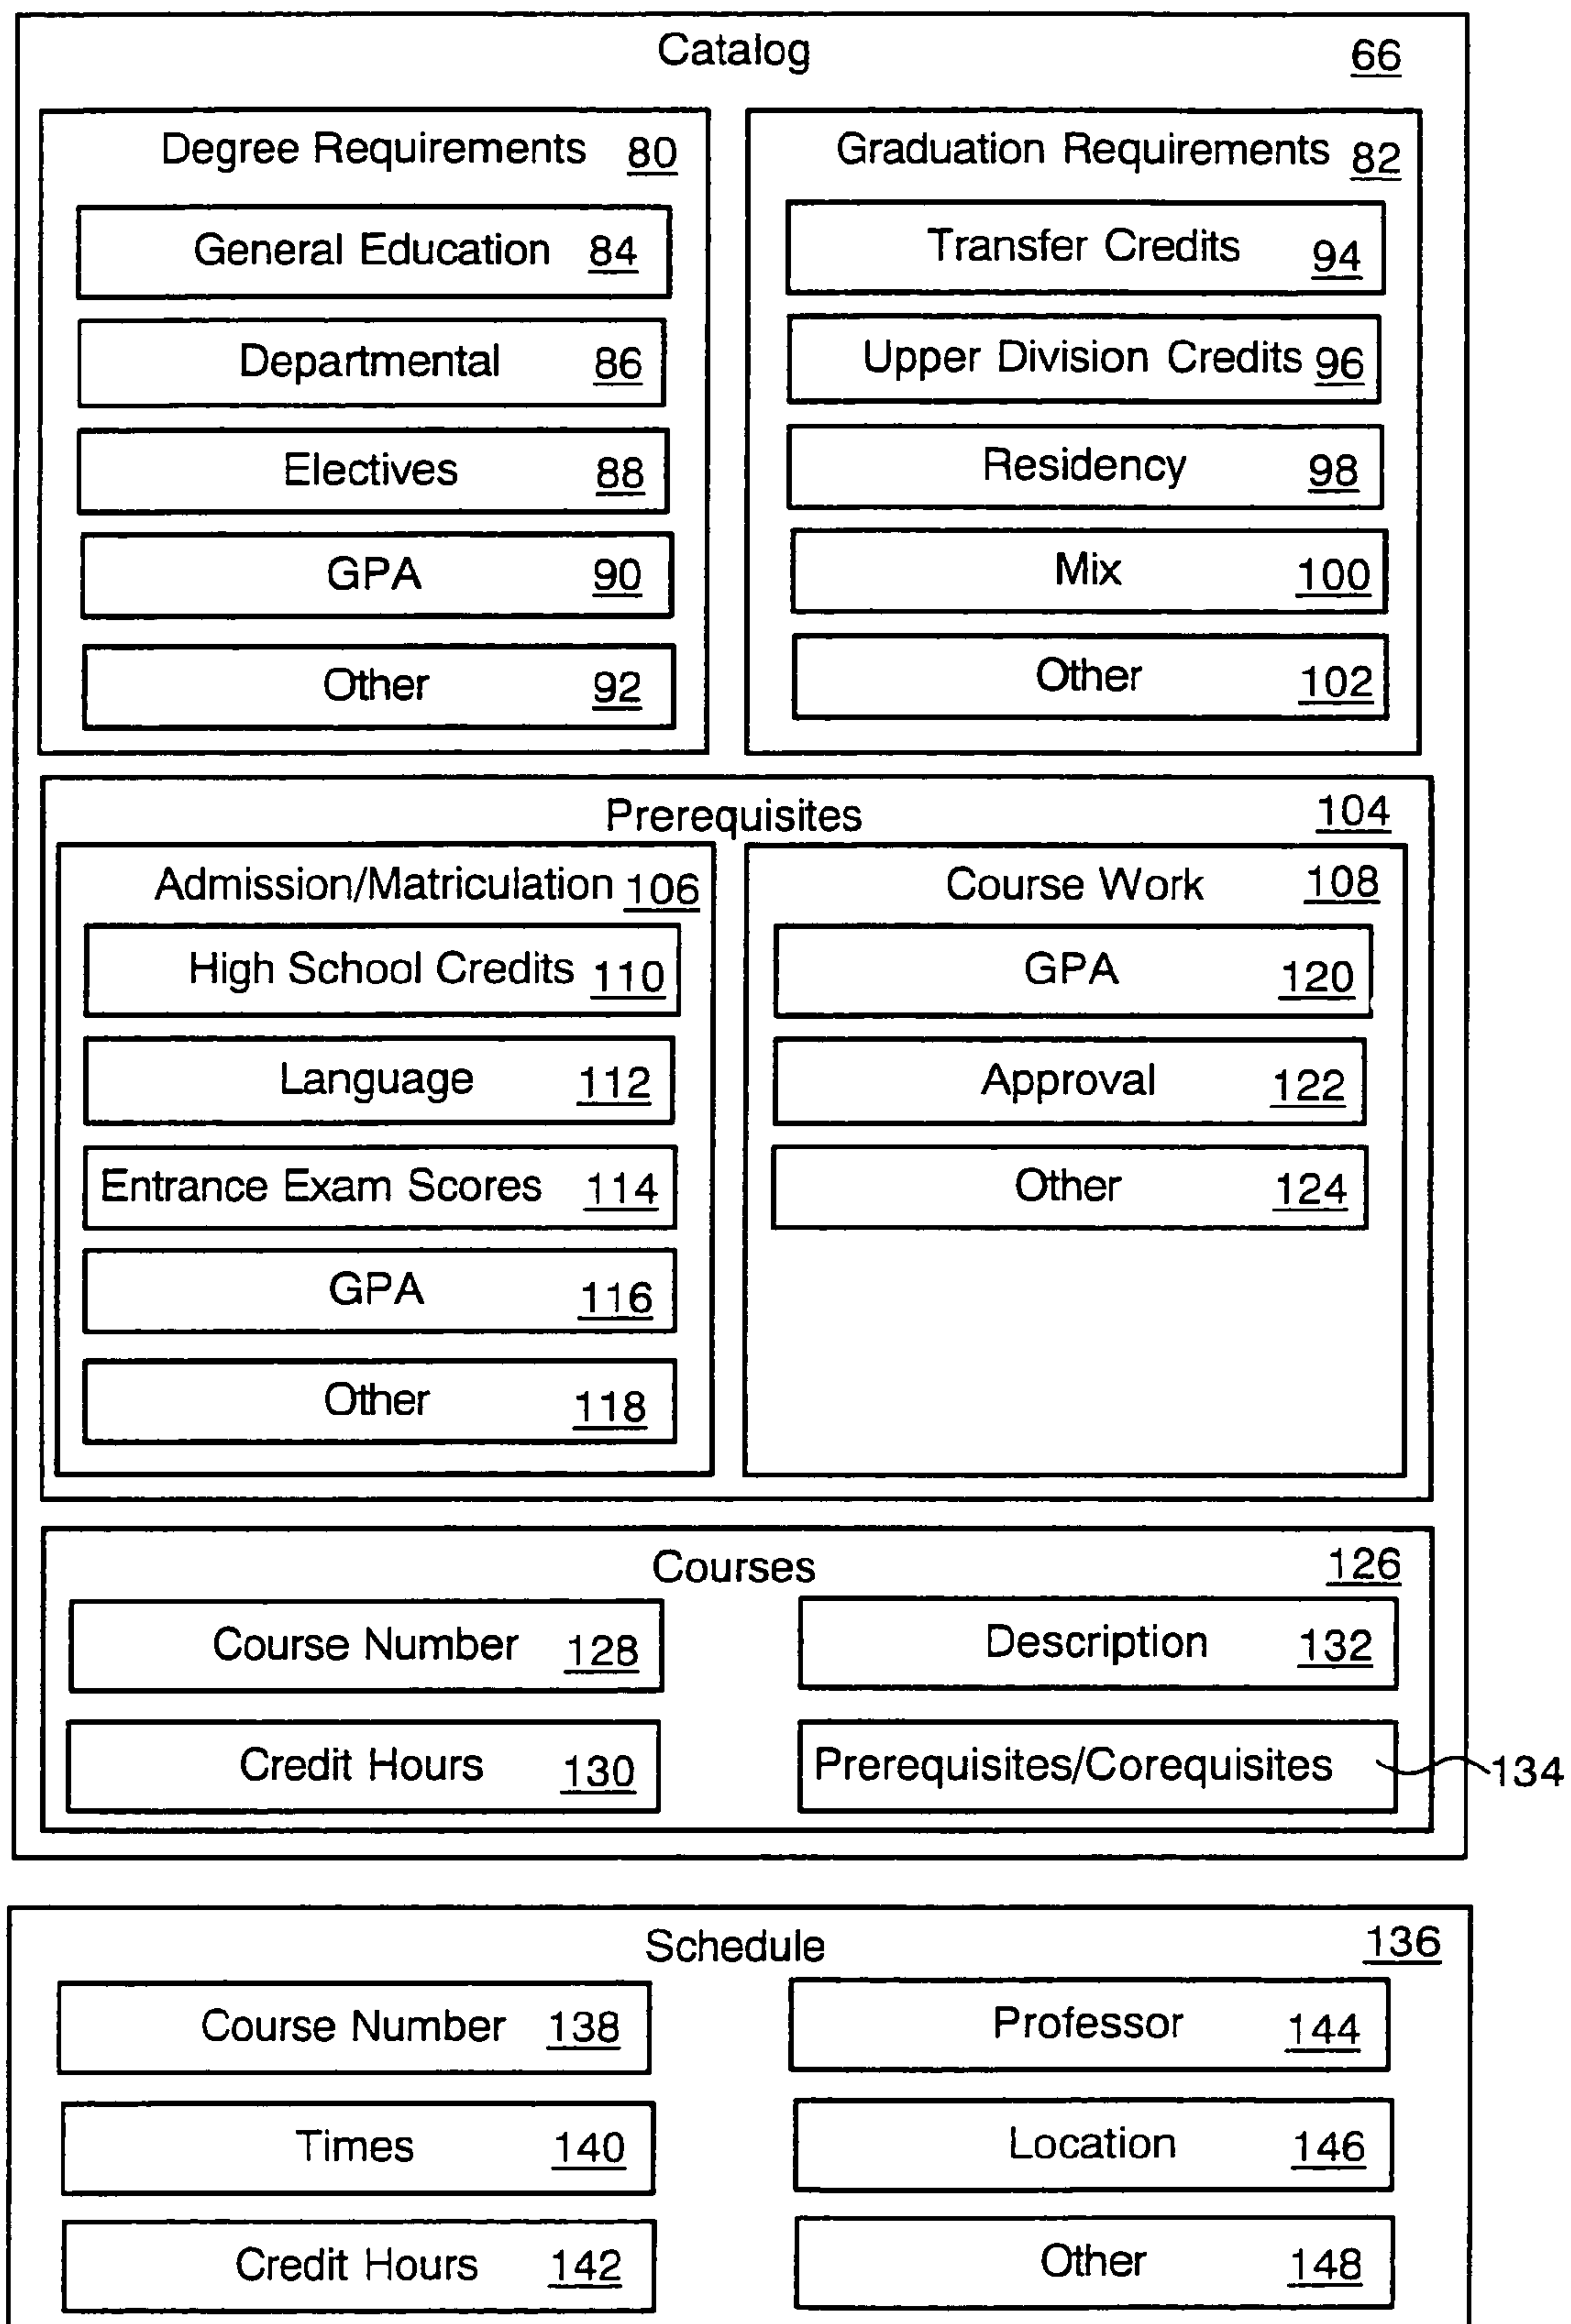 Catalog 66
Degree Requirements 80
General Education 84
Departmental 86
Electives 88
GPA 90
Other 92
Graduation Requirements 82
Transfer Credits 94
Upper Division Credits 96
Residency 98
Mix 100
Other 102
Prerequisites 104
Admission/Matriculation 106
High School Credits 110
Language 112
Entrance Exam Scores 114
GPA 116
Other 118
Course Work 108
GPA 120
Approval 122
Other 124
Courses 126
Course Number 128
Credit Hours 130
Description 132
Prerequisites/Corequisites 134
Schedule 136
Course Number 138
Times 140
Credit Hours 142
Professor 144
Location 146
Other 148